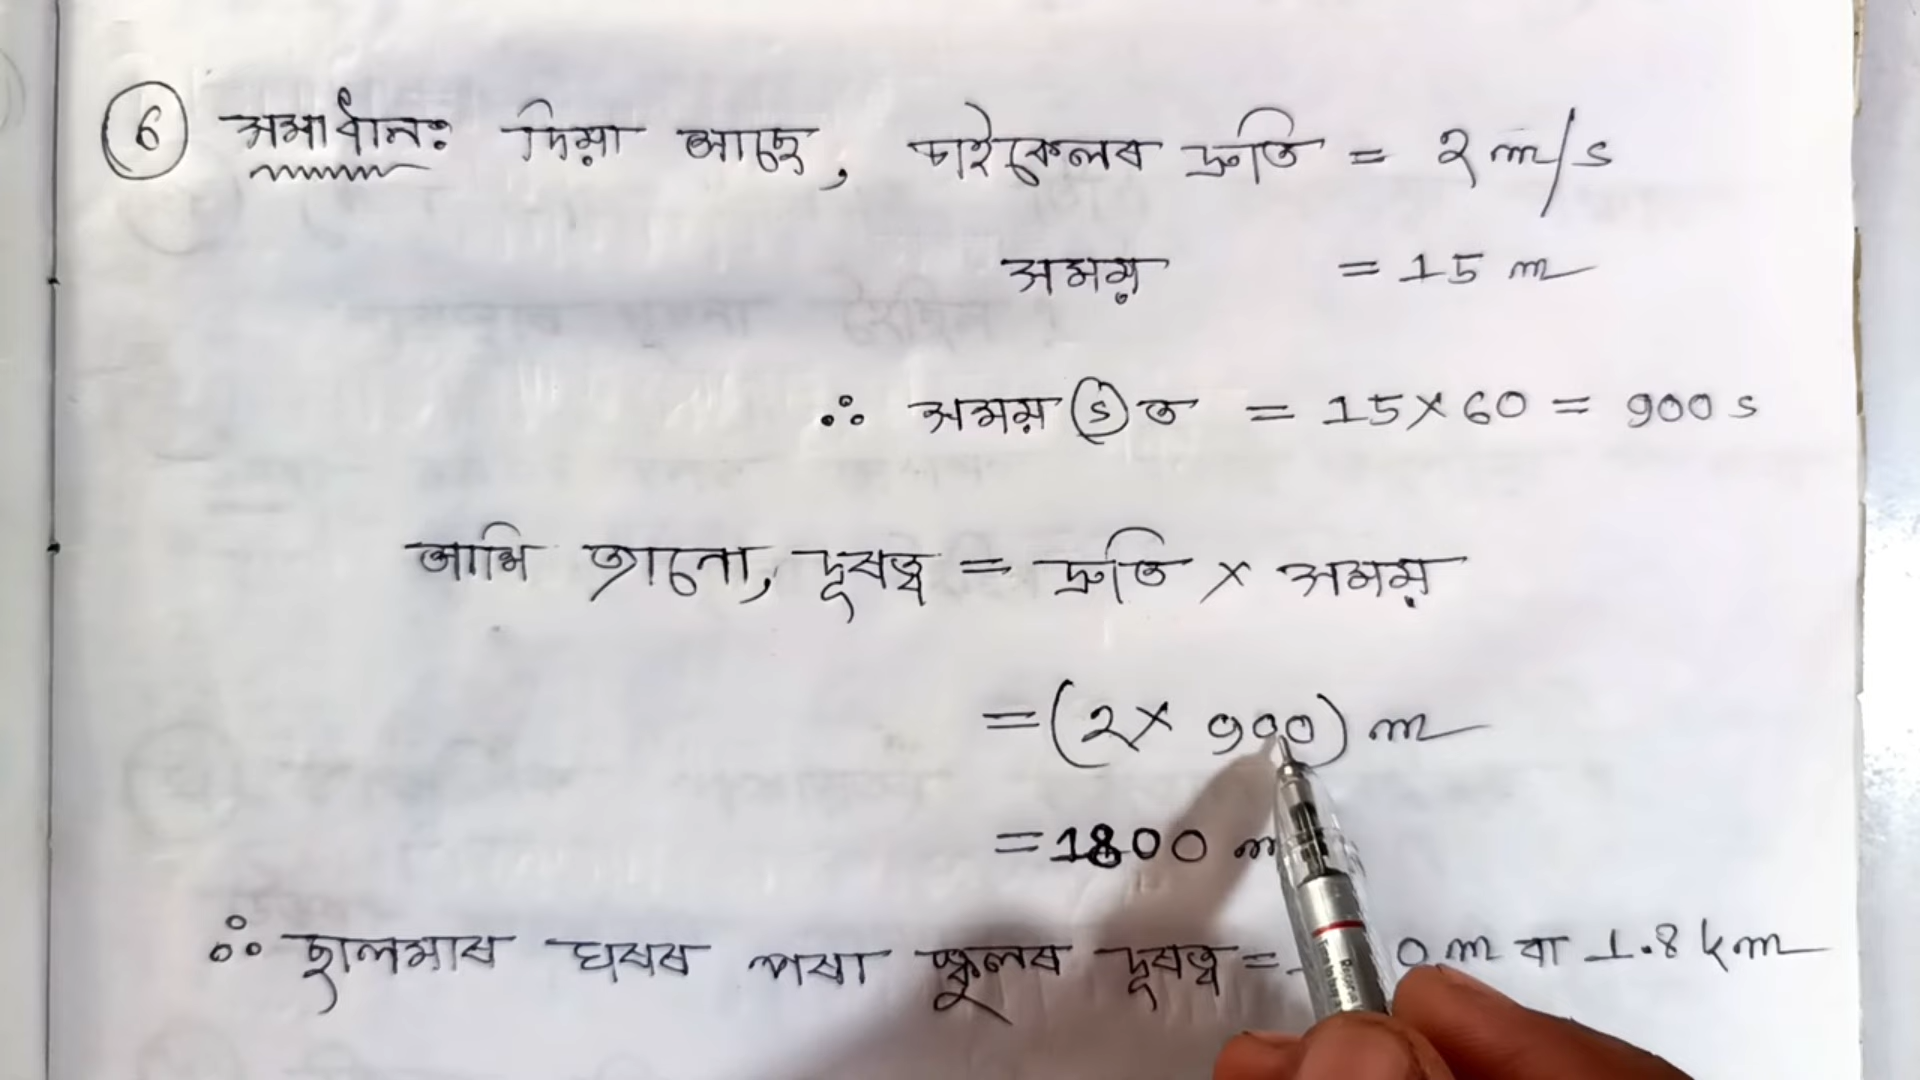 6 সমাধান: দিয়া আছে, চাইকেলৰ দ্ৰুতি = 2 m/s
সময় = 15 m
∴ সময় s ত = 15 × 60 = 900 s
আমি জানো, দূৰত্ব = দ্ৰুতি × সময়
= (2 × 900) m
= 1800 m
∴ ছালমাৰ ঘৰৰ পৰা স্কুলৰ দূৰত্ব = 0 m বা 1.8 km